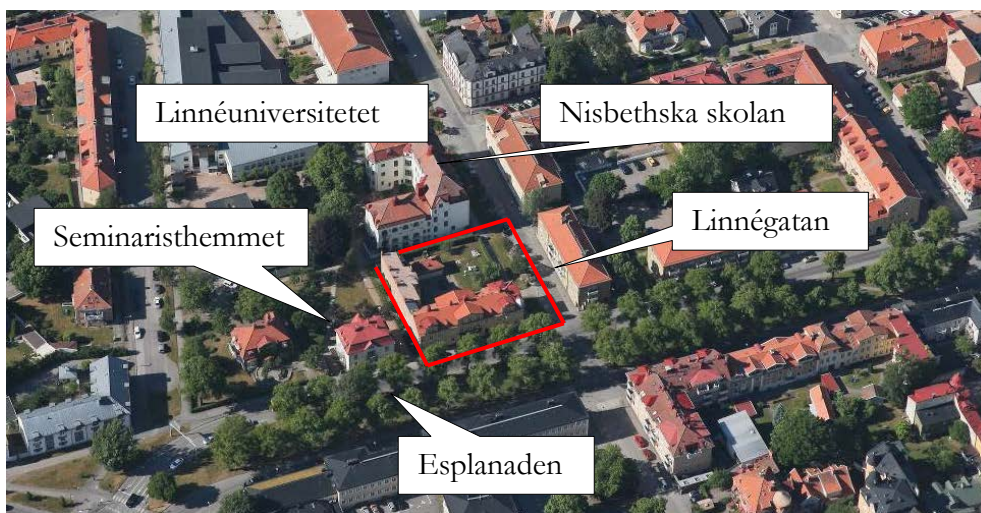 Linnéuniversitetet
Nisbethska skolan
Linnégatan
Seminaristhemmet
Esplanaden